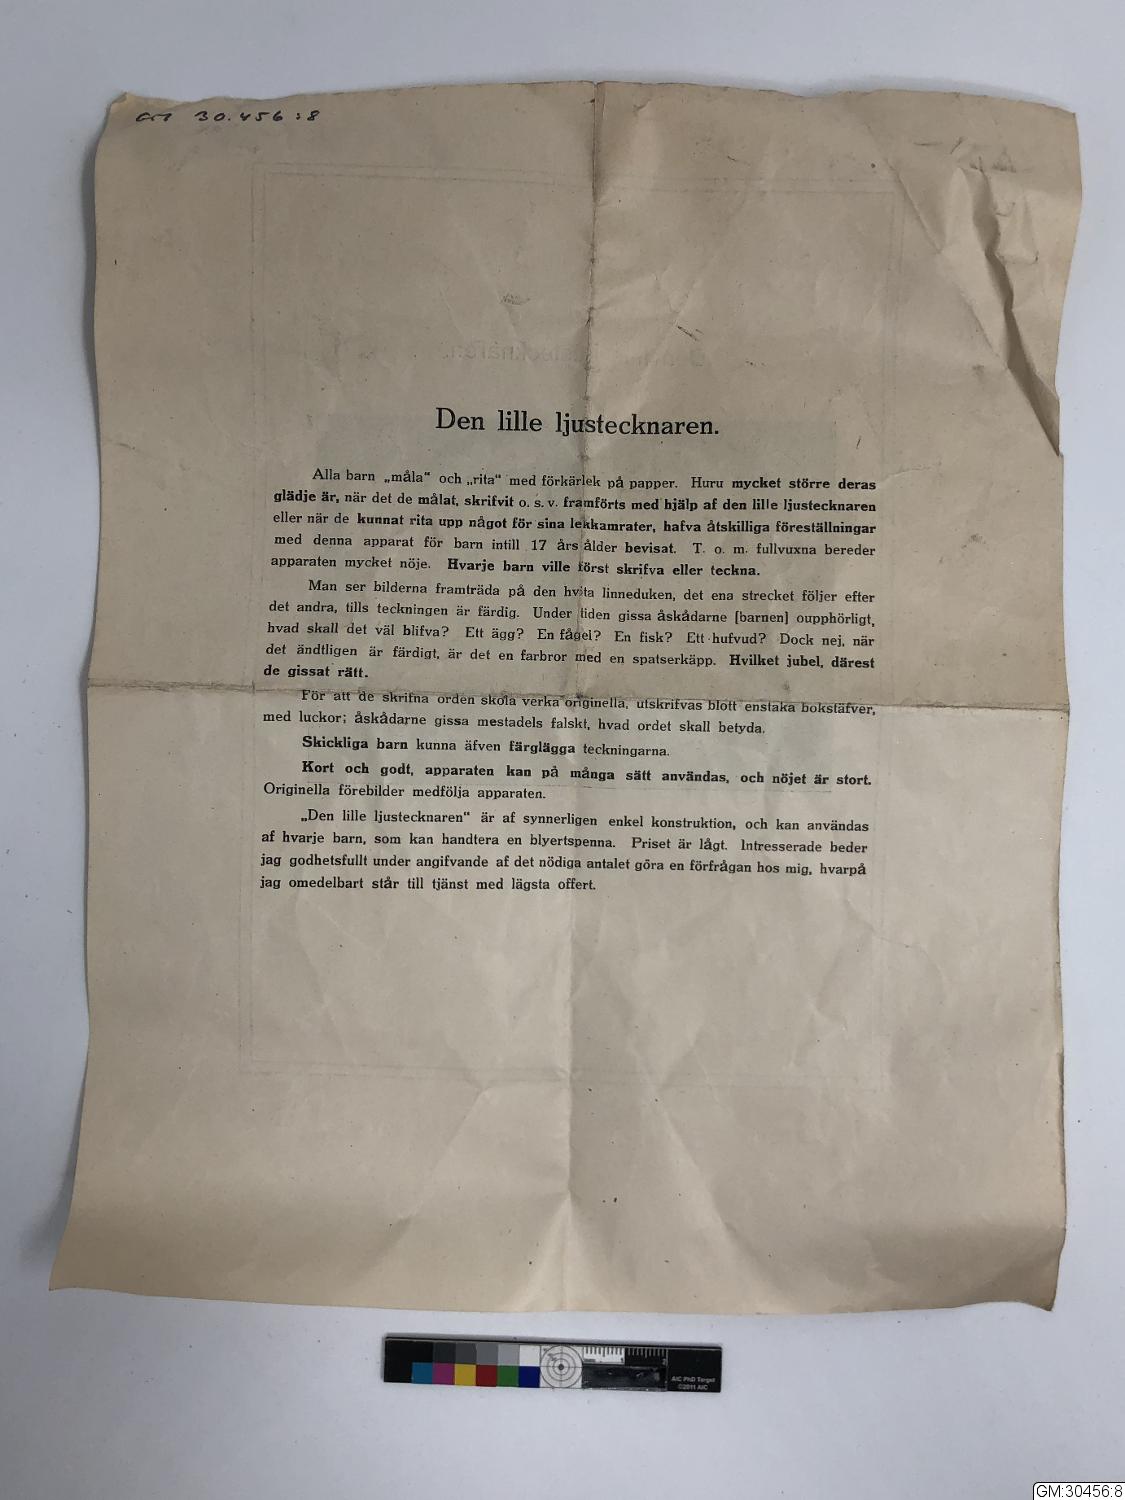 GM 30.456:8
Den lille ljustecknaren.
Alla barn „måla“ och „rita“ med förkärlek på papper. Huru mycket större deras
glädje är, när det de målat, skrifvit o. s. v. framförts med hjälp af den lille ljustecknaren
eller när de kunnat rita upp något för sina lekkamrater, hafva åtskilliga föreställningar
med denna apparat för barn intill 17 års ålder bevisat. T. o. m. fullvuxna bereder
apparaten mycket nöje. Hvarje barn ville först skrifva eller teckna.
Man ser bilderna framträda på den hvita linneduken, det ena strecket följer efter
det andra, tills teckningen är färdig. Under tiden gissa åskådarne [barnen] oupphörligt,
hvad skall det väl blifva? Ett ägg? En fågel? En fisk? Ett hufvud? Dock nej, när
det ändtligen är färdigt, är det en farbror med en spatserkäpp. Hvilket jubel, därest
de gissat rätt.
För att de skrifna orden skola verka originella, utskrifvas blott enstaka bokstäfver,
med luckor; åskådarne gissa mestadels falskt, hvad ordet skall betyda.
Skickliga barn kunna äfven färglägga teckningarna.
Kort och godt, apparaten kan på många sätt användas, och nöjet är stort.
Originella förebilder medfölja apparaten.
„Den lille ljustecknaren“ är af synnerligen enkel konstruktion, och kan användas
af hvarje barn, som kan handtera en blyertspenna. Priset är lågt. Intresserade beder
jag godhetsfullt under angifvande af det nödiga antalet göra en förfrågan hos mig, hvarpå
jag omedelbart står till tjänst med lägsta offert.
AIC PhD Target
©2011 AIC
GM:30456:8